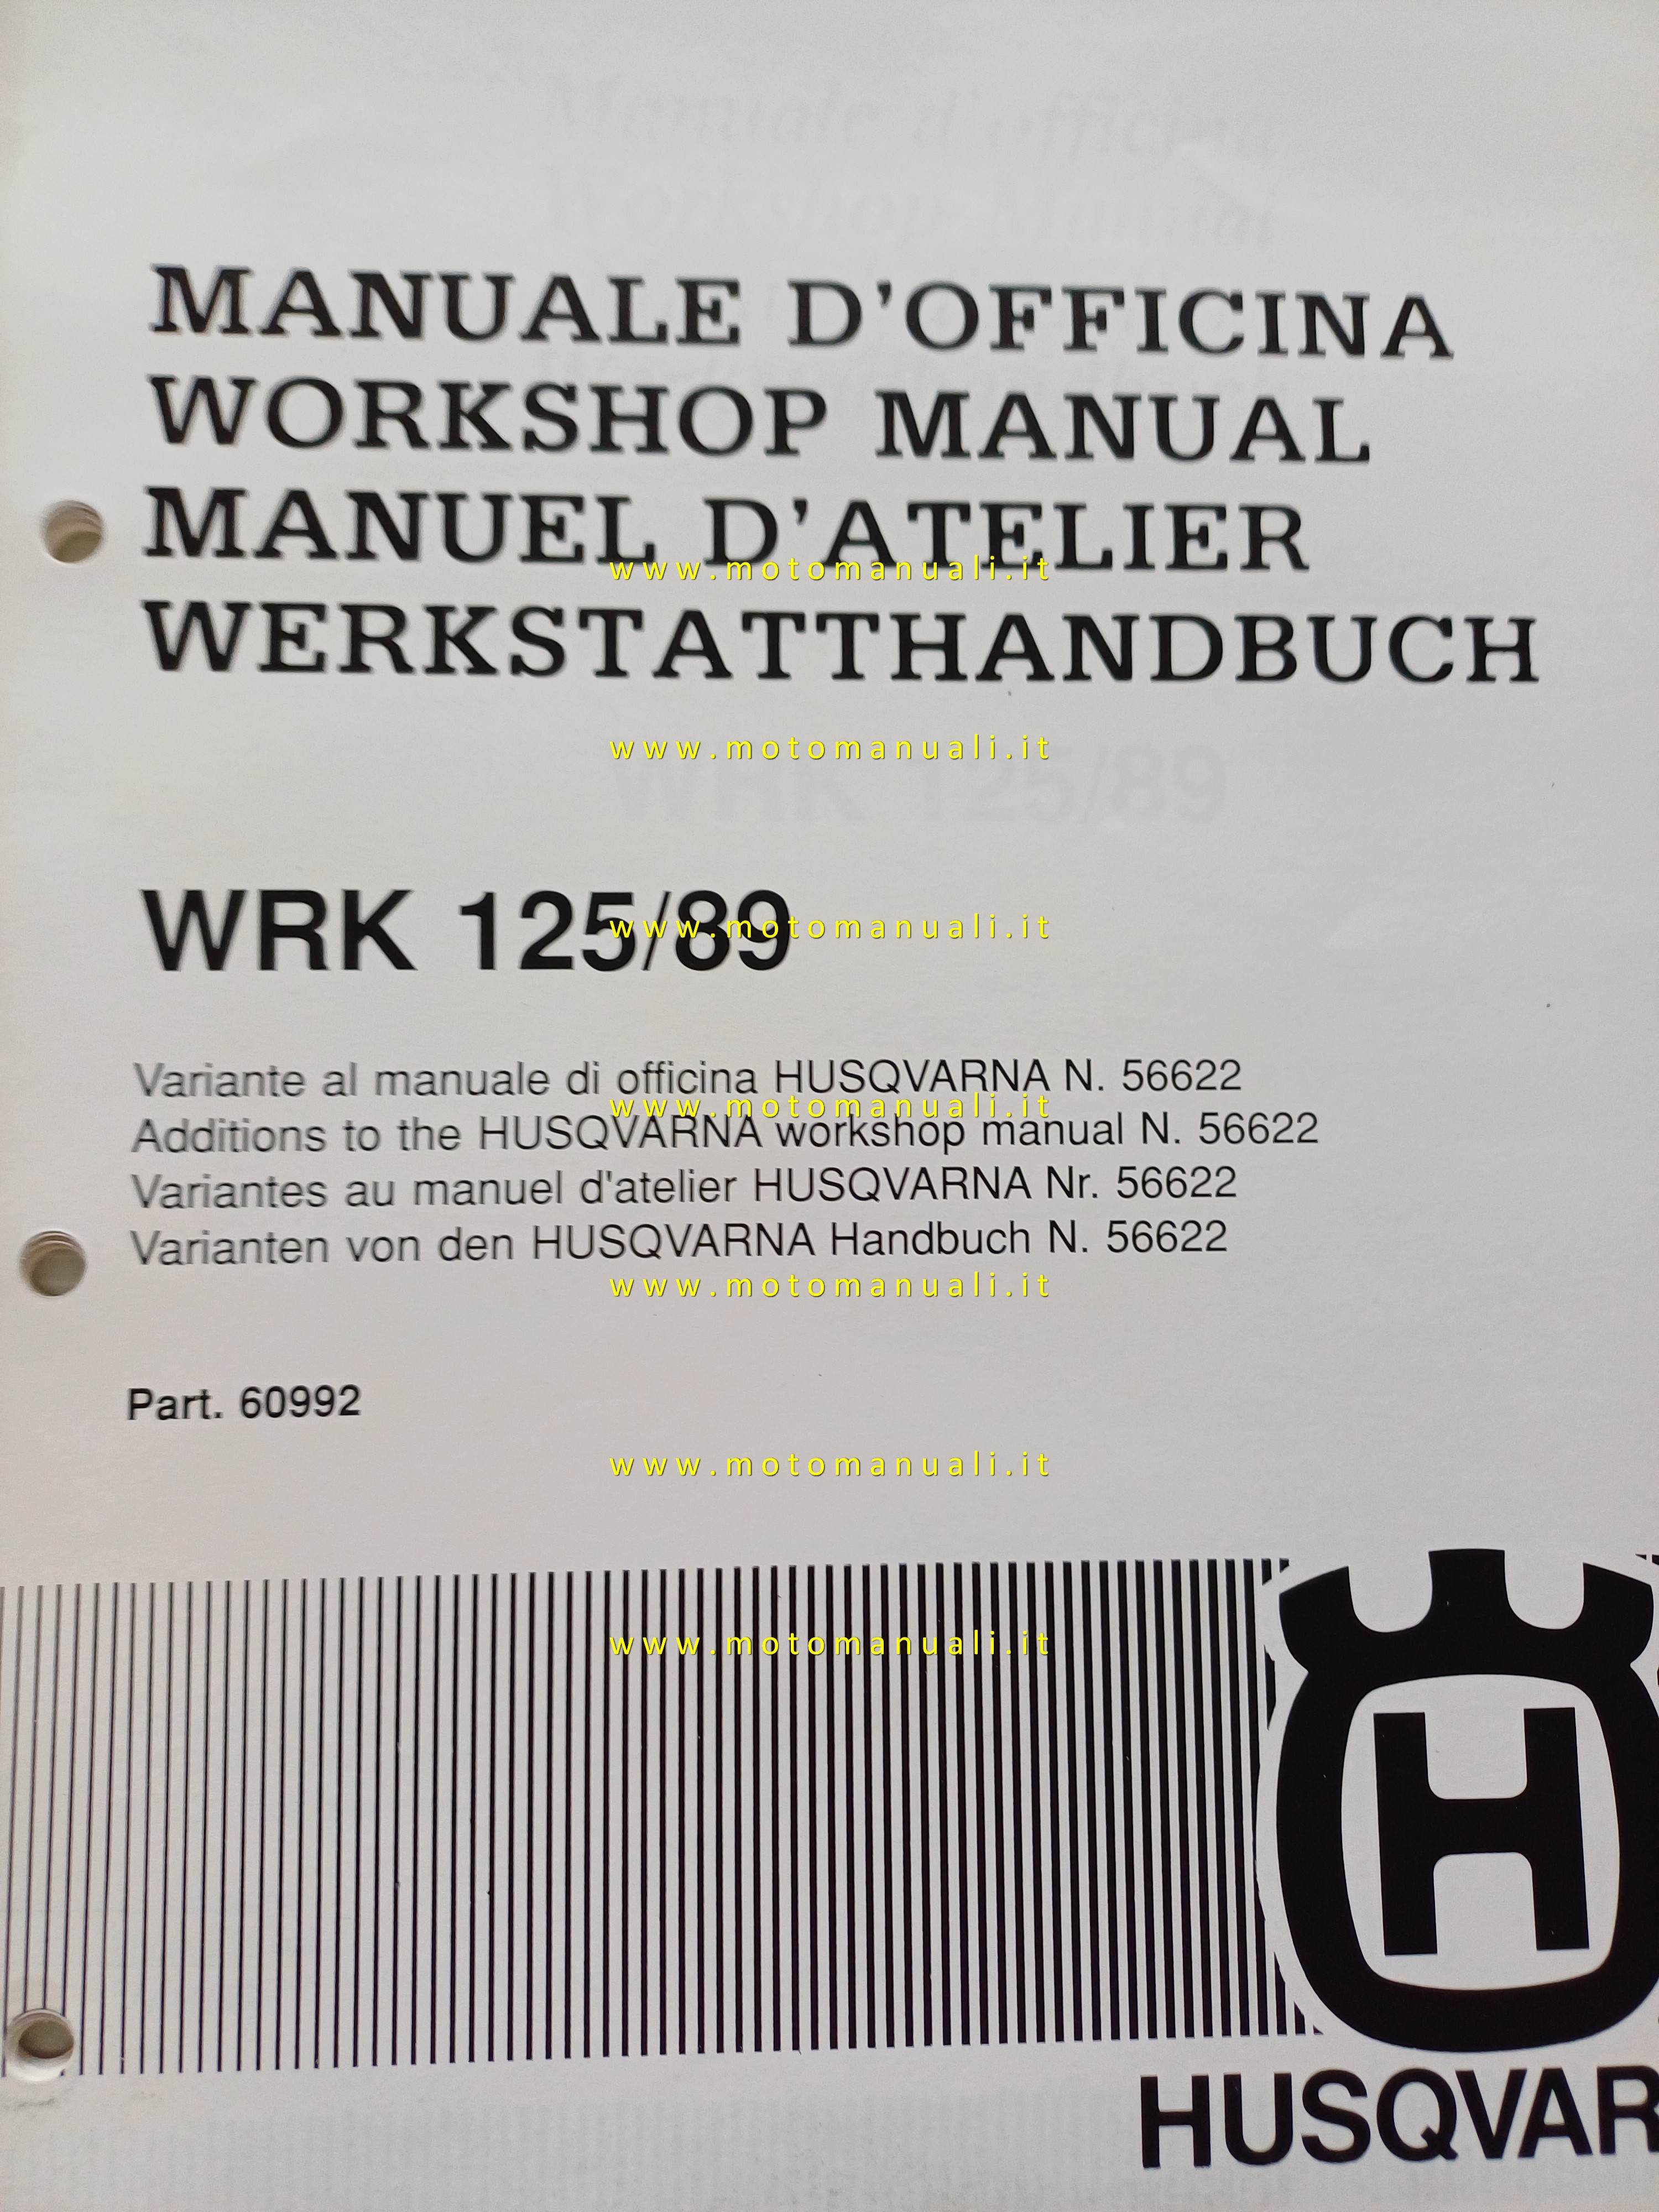 MANUALE D'OFFICINA
WORKSHOP MANUAL
MANUEL D'ATELIER
www.motomanuali.it
WERKSTATTHANDBUCH
www.motomanuali.it
WRK 125/89
WRK 125/89
www.motomanuali.it
Variante al manuale di officina HUSQVARNA N. 56622
www.motomanuali.it
Additions to the HUSQVARNA workshop manual N. 56622
Variantes au manuel d'atelier HUSQVARNA Nr. 56622
Varianten von den HUSQVARNA Handbuch N. 56622
www.motomanuali.it
Part. 60992
www.motomanuali.it
www.motomanuali.it
H
HUSQVAR